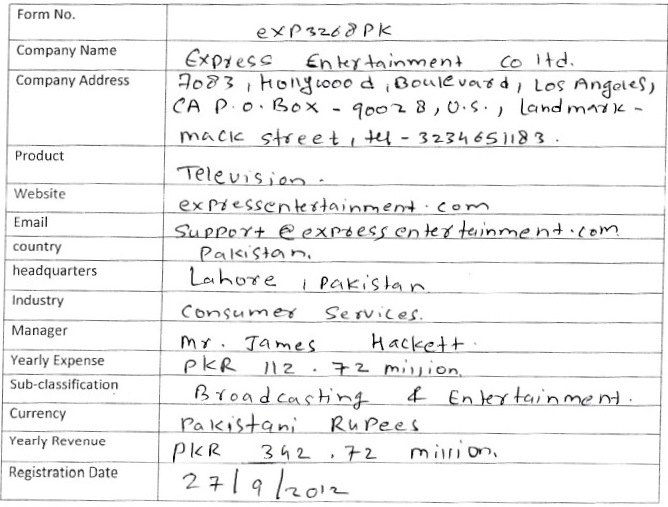 Form No.
exp3268PK
Company Name
Express Entertainment Co ltd.
Company Address
7083, Hollywood, Boulevard, Los Angeles,
CA P.O.Box - 90028, U.S., Landmark -
mack street, tel - 3234651183.
Product
Television.
Website
expressentertainment.com
Email
Support@expressentertainment.com
country
Pakistan.
headquarters
Lahore, Pakistan
Industry
Consumer Services.
Manager
Mr. James Hackett.
Yearly Expense
PKR 112.72 million.
Sub-classification
Broadcasting & Entertainment.
Currency
Pakistani Rupees
Yearly Revenue
PKR 342.72 million.
Registration Date
27/9/2012